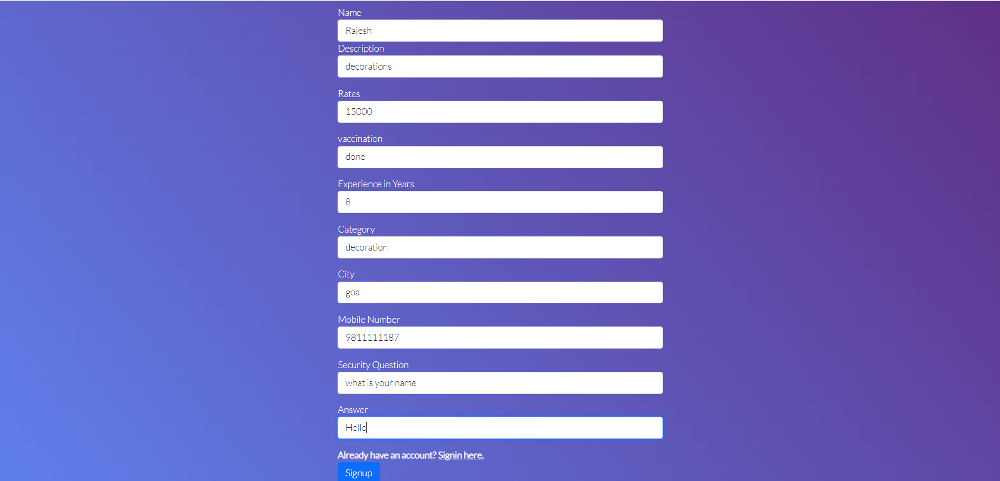 Name
Rajesh
Description
decorations
Rates
15000
vaccination
done
Experience in Years
8
Category
decoration
City
goa
Mobile Number
9811111187
Security Question
what is your name
Answer
Hello
Already have an account? Signin here.
Signup